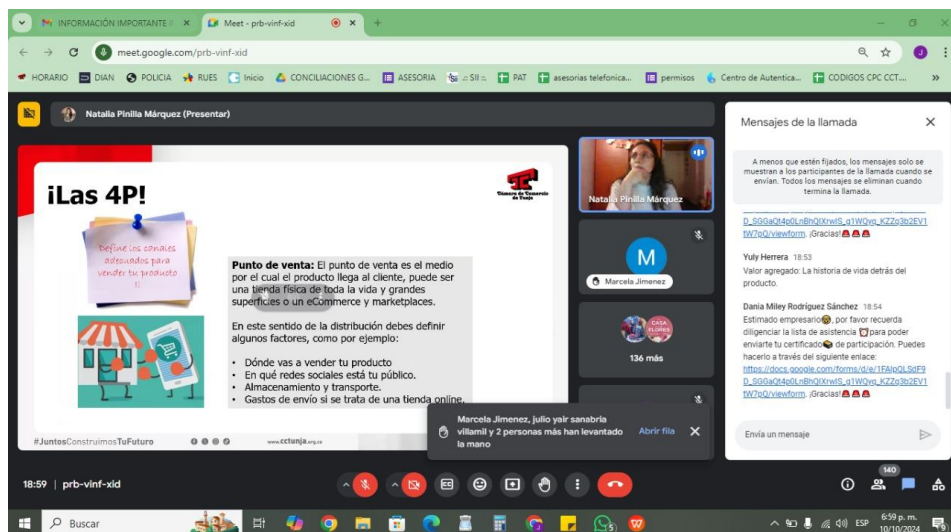 INFORMACIÓN IMPORTANTE
Meet - prb-vinf-xid
meet.google.com/prb-vinf-xid
HORARIO
DIAN
POLICIA
RUES
Inicio
CONCILIACIONES G...
ASESORIA
.:: SII ::.
PAT
asesorias telefonica...
permisos
Centro de Autentica...
CODIGOS CPC CCT....
Natalia Pinilla Márquez (Presentar)
¡Las 4P!
Cámara de Comercio
de Tunja
Define los canales
adecuados para
vender tu producto
!!
Punto de venta: El punto de venta es el medio
por el cual el producto llega al cliente, puede ser
una tienda física de toda la vida y grandes
superficies o un eCommerce y marketplaces.
En este sentido de la distribución debes definir
algunos factores, como por ejemplo:
• Dónde vas a vender tu producto
• En qué redes sociales está tu público.
• Almacenamiento y transporte.
• Gastos de envío si se trata de una tienda online.
#JuntosConstruimosTuFuturo
www.cctunja.org.co
Natalia Pinilla Márquez
M
Marcela Jimenez
CASA
FLORES
136 más
Marcela Jimenez, julio yair sanabria
villamil y 2 personas más han levantado
la mano
Abrir fila
Mensajes de la llamada
A menos que estén fijados, los mensajes solo se
muestran a los participantes de la llamada cuando se
envían. Todos los mensajes se eliminan cuando
termina la llamada.
D_SGGaQt4p0LnBhQIXrwIS_g1WQyq_KZZg3b2EV1
tW7pQ/viewform. ¡Gracias!🚨🚨🚨
Yuly Herrera 18:53
Valor agregado: La historia de vida detrás del
producto.
Dania Miley Rodríguez Sánchez 18:54
Estimado empresario, por favor recuerda
diligenciar la lista de asistencia para poder
enviarte tu certificado de participación. Puedes
hacerlo a través del siguiente enlace:
https://docs.google.com/forms/d/e/1FAIpQLSdF9
D_SGGaQt4p0LnBhQIXrwIS_g1WQyq_KZZg3b2EV1
tW7pQ/viewform. ¡Gracias!🚨🚨🚨
Envía un mensaje
18:59 | prb-vinf-xid
140
Buscar
ESP
6:59 p. m.
10/10/2024